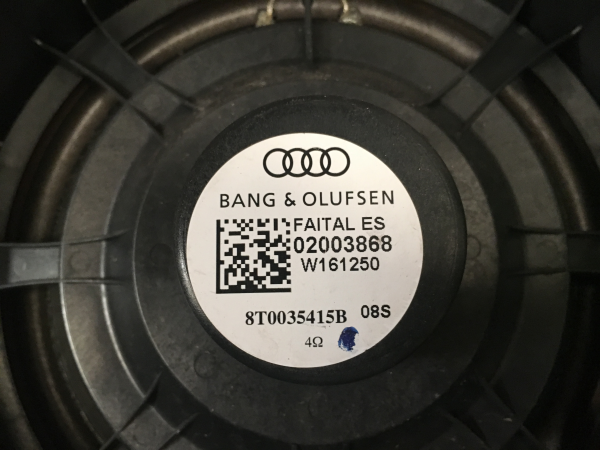 BANG & OLUFSEN
FAITAL ES
02003868
W161250
8T0035415B 08S
4Ω